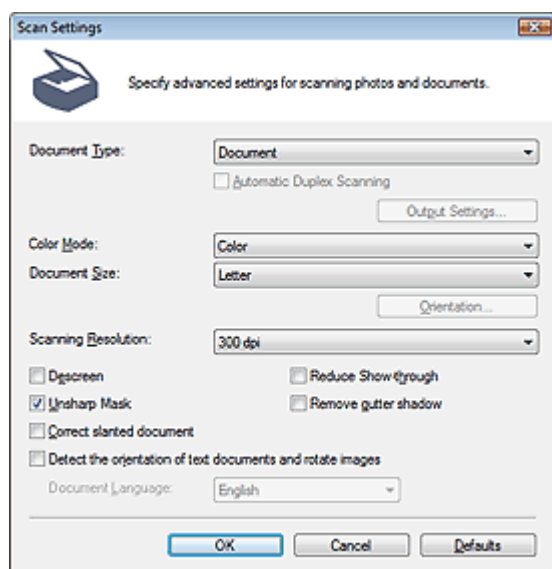 Scan Settings
Specify advanced settings for scanning photos and documents.
Document Type: Document
Automatic Duplex Scanning
Output Settings...
Color Mode: Color
Document Size: Letter
Orientation...
Scanning Resolution: 300 dpi
Descreen Reduce Show-through
Unsharp Mask Remove gutter shadow
Correct slanted document
Detect the orientation of text documents and rotate images
Document Language: English
OK Cancel Defaults